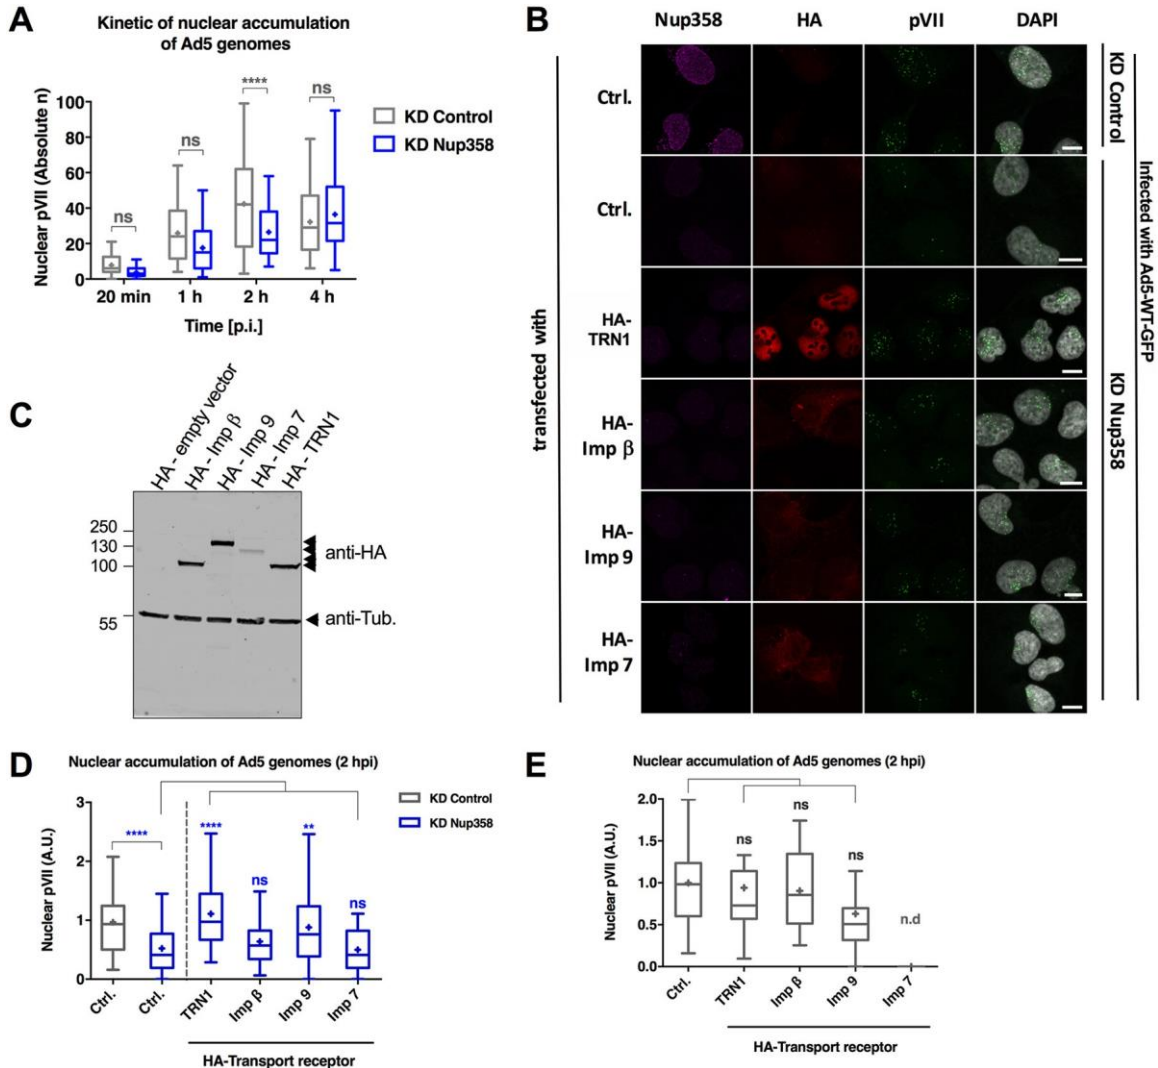 A
Kinetic of nuclear accumulation
of Ad5 genomes
Nuclear pVII (Absolute n)
100
80
60
40
20
0
ns
ns
****
ns
20 min 1 h 2 h 4 h
Time [p.i.]
KD Control
KD Nup358
B
Nup358 HA pVII DAPI
transfected with
Ctrl.
Ctrl.
HA-
TRN1
HA-
Imp β
HA-
Imp 9
HA-
Imp 7
KD Control
KD Nup358
Infected with Ad5-WT-GFP
C
HA - empty vector
HA - Imp β
HA - Imp 9
HA - Imp 7
HA - TRN1
250
130
100
55
anti-HA
anti-Tub.
D
Nuclear accumulation of Ad5 genomes (2 hpi)
Nuclear pVII (A.U.)
3
2
1
0
****
****
ns
**
ns
KD Control
KD Nup358
Ctrl. Ctrl. TRN1 Imp β Imp 9 Imp 7
HA-Transport receptor
E
Nuclear accumulation of Ad5 genomes (2 hpi)
Nuclear pVII (A.U.)
2.0
1.5
1.0
0.5
0.0
ns
ns
ns
n.d
Ctrl. TRN1 Imp β Imp 9 Imp 7
HA-Transport receptor